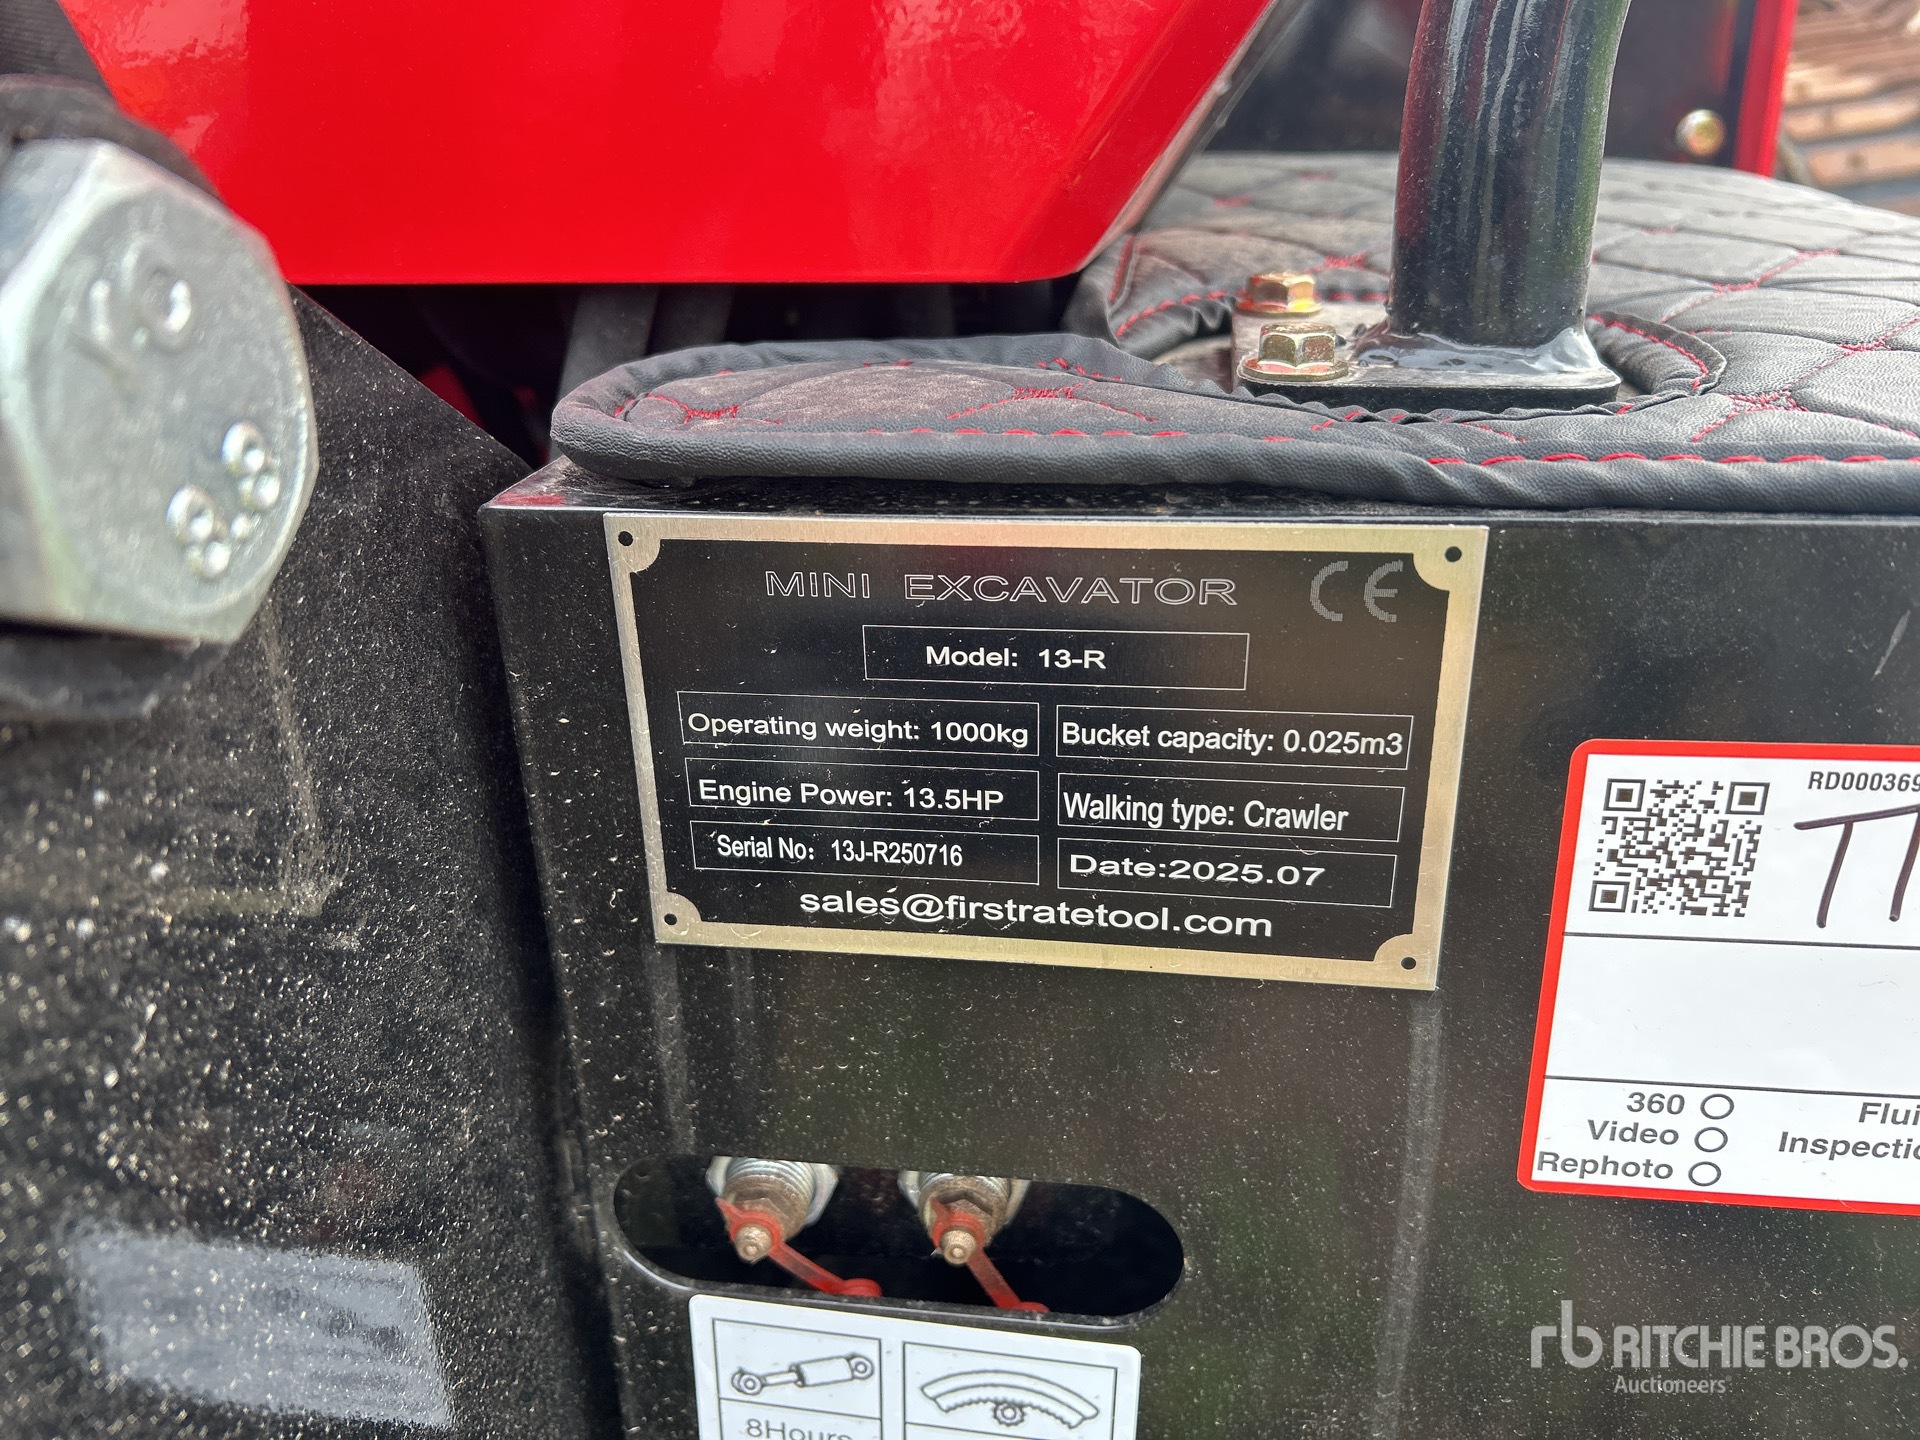 MINI EXCAVATOR CE
Model: 13-R
Operating weight: 1000kg
Bucket capacity: 0.025m3
Engine Power: 13.5HP
Walking type: Crawler
Serial No: 13J-R250716
Date:2025.07
sales@firstratetool.com
RD000369
360
Video
Rephoto
Flui
Inspectio
8Hours
rb RITCHIE BROS.
Auctioneers